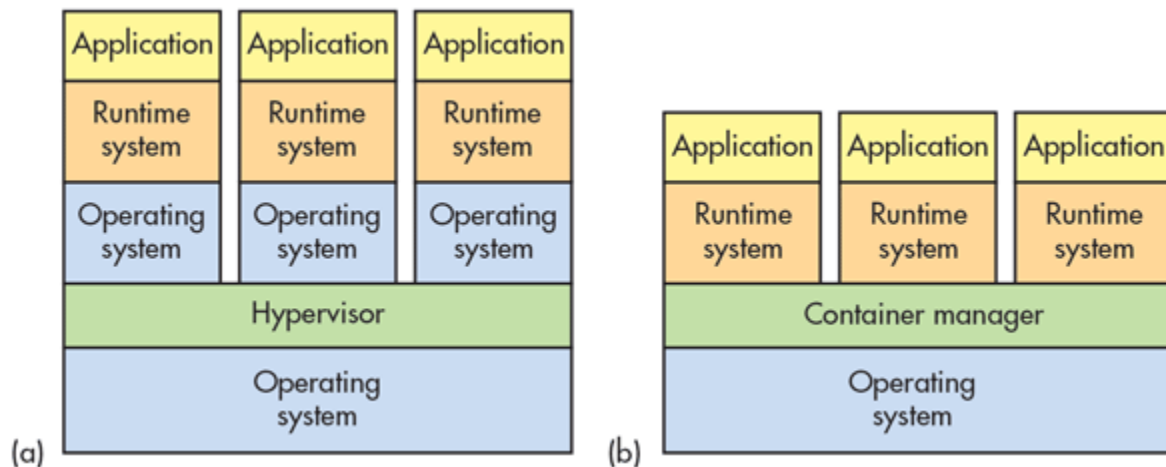 Application Application Application
Runtime Runtime Runtime
system system system
Operating Operating Operating
system system system
Hypervisor
Operating
system
(a)
Application Application Application
Runtime Runtime Runtime
system system system
Container manager
Operating
system
(b)